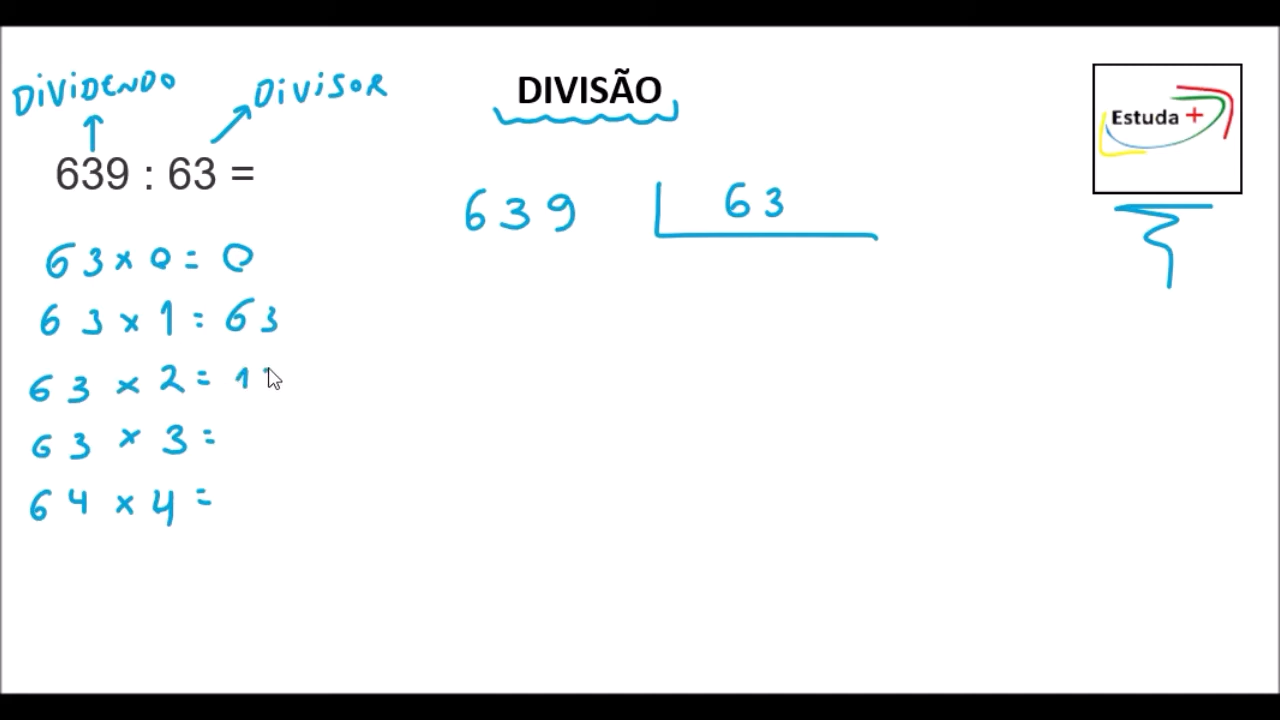 DIVIDENDO
DIVISOR
DIVISÃO
Estuda +
639 : 63 =
639 63
63 x 0 = 0
63 x 1 = 63
63 x 2 = 1
63 x 3 =
64 x 4 =